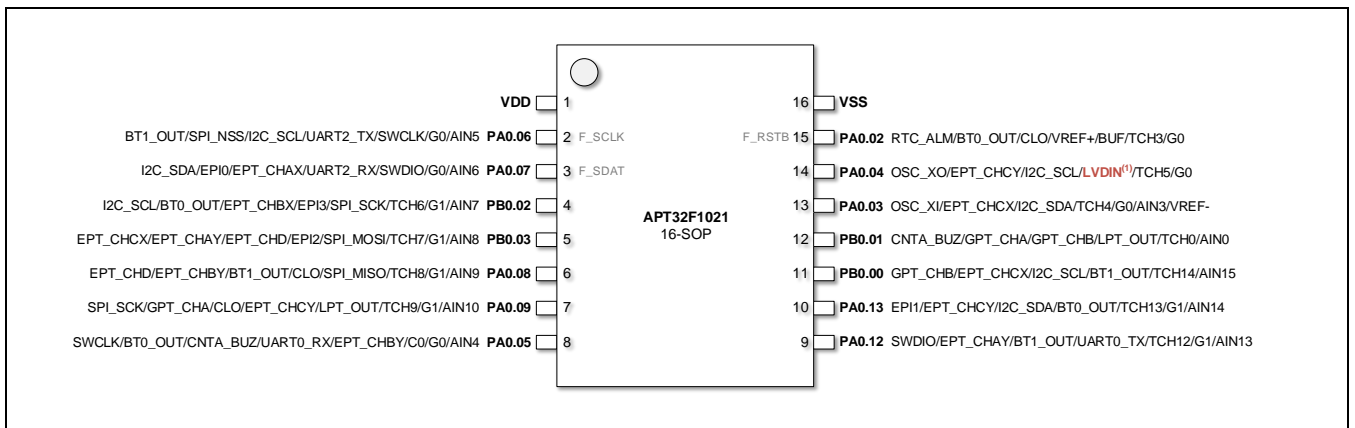 VDD 1 16 VSS
BT1_OUT/SPI_NSS/I2C_SCL/UART2_TX/SWCLK/G0/AIN5 PA0.06 2 F_SCLK F_RSTB 15 PA0.02 RTC_ALM/BT0_OUT/CLO/VREF+/BUF/TCH3/G0
I2C_SDA/EPI0/EPT_CHAX/UART2_RX/SWDIO/G0/AIN6 PA0.07 3 F_SDAT 14 PA0.04 OSC_XO/EPT_CHCY/I2C_SCL/LVDIN(1)/TCH5/G0
I2C_SCL/BT0_OUT/EPT_CHBX/EPI3/SPI_SCK/TCH6/G1/AIN7 PB0.02 4 13 PA0.03 OSC_XI/EPT_CHCX/I2C_SDA/TCH4/G0/AIN3/VREF-
APT32F1021
16-SOP
EPT_CHCX/EPT_CHAY/EPT_CHD/EPI2/SPI_MOSI/TCH7/G1/AIN8 PB0.03 5 12 PB0.01 CNTA_BUZ/GPT_CHA/GPT_CHB/LPT_OUT/TCH0/AIN0
EPT_CHD/EPT_CHBY/BT1_OUT/CLO/SPI_MISO/TCH8/G1/AIN9 PA0.08 6 11 PB0.00 GPT_CHB/EPT_CHCX/I2C_SCL/BT1_OUT/TCH14/AIN15
SPI_SCK/GPT_CHA/CLO/EPT_CHCY/LPT_OUT/TCH9/G1/AIN10 PA0.09 7 10 PA0.13 EPI1/EPT_CHCY/I2C_SDA/BT0_OUT/TCH13/G1/AIN14
SWCLK/BT0_OUT/CNTA_BUZ/UART0_RX/EPT_CHBY/C0/G0/AIN4 PA0.05 8 9 PA0.12 SWDIO/EPT_CHAY/BT1_OUT/UART0_TX/TCH12/G1/AIN13